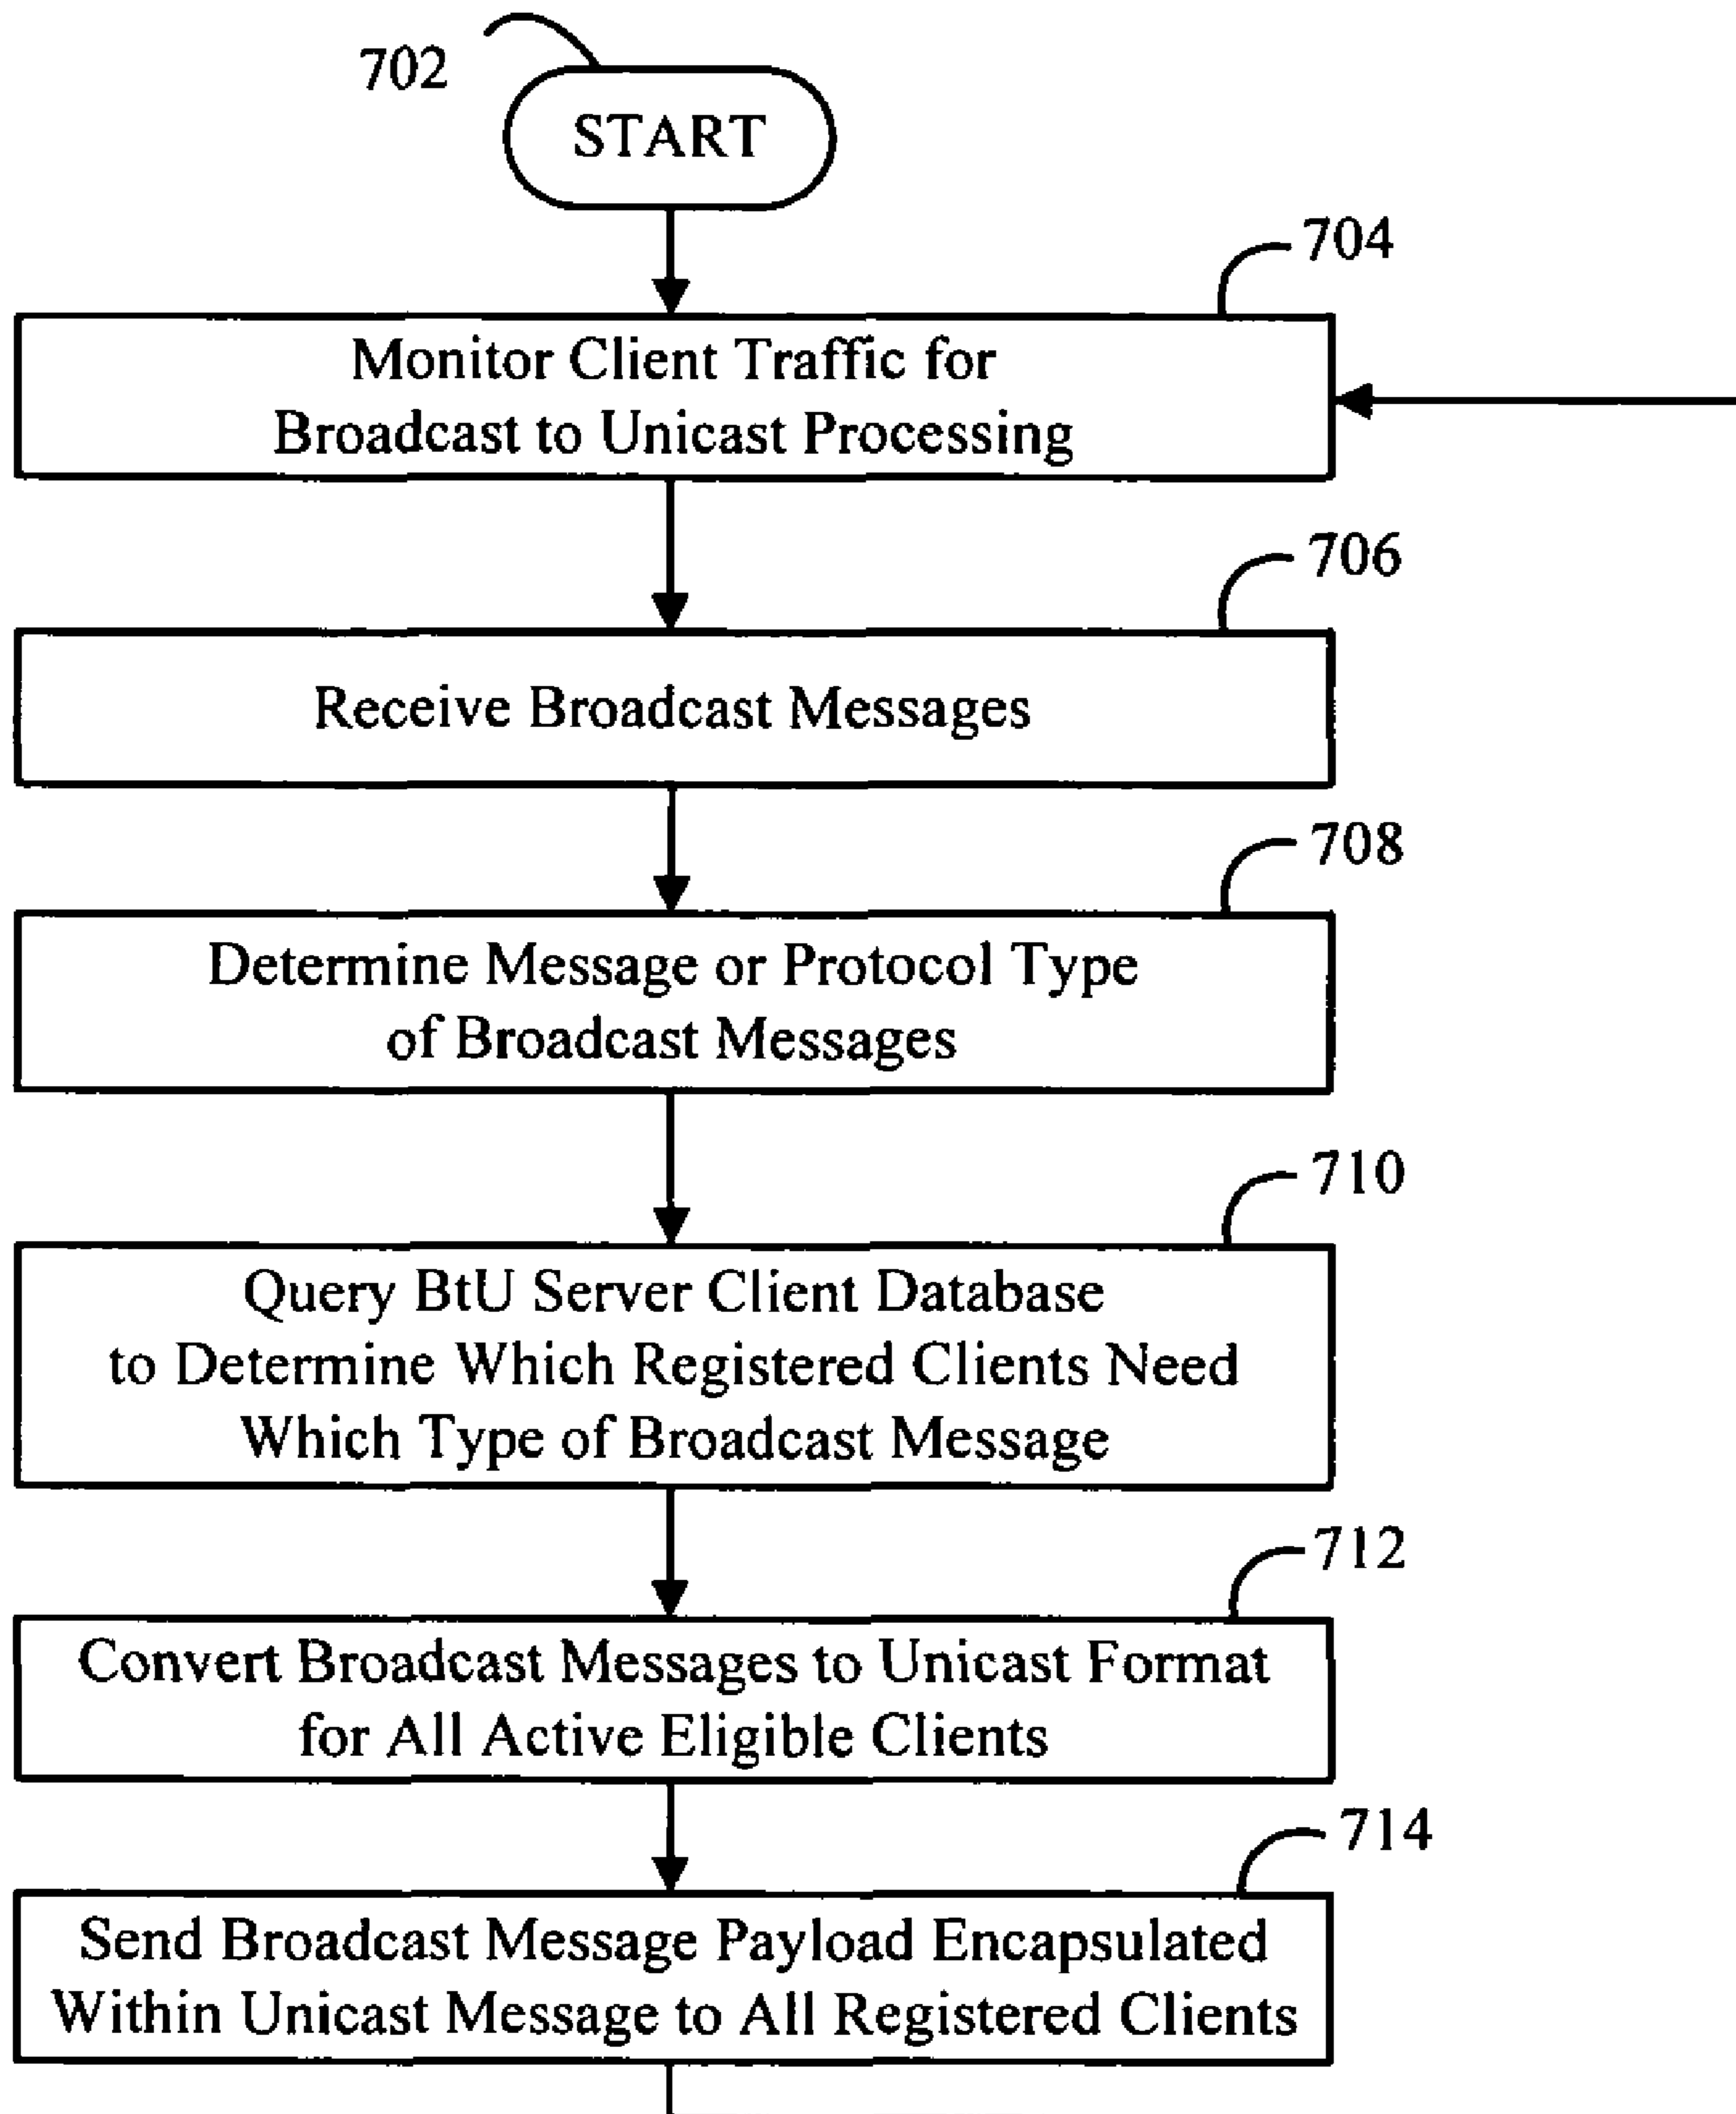 702
START
704
Monitor Client Traffic for
Broadcast to Unicast Processing
706
Receive Broadcast Messages
708
Determine Message or Protocol Type
of Broadcast Messages
710
Query BtU Server Client Database
to Determine Which Registered Clients Need
Which Type of Broadcast Message
712
Convert Broadcast Messages to Unicast Format
for All Active Eligible Clients
714
Send Broadcast Message Payload Encapsulated
Within Unicast Message to All Registered Clients